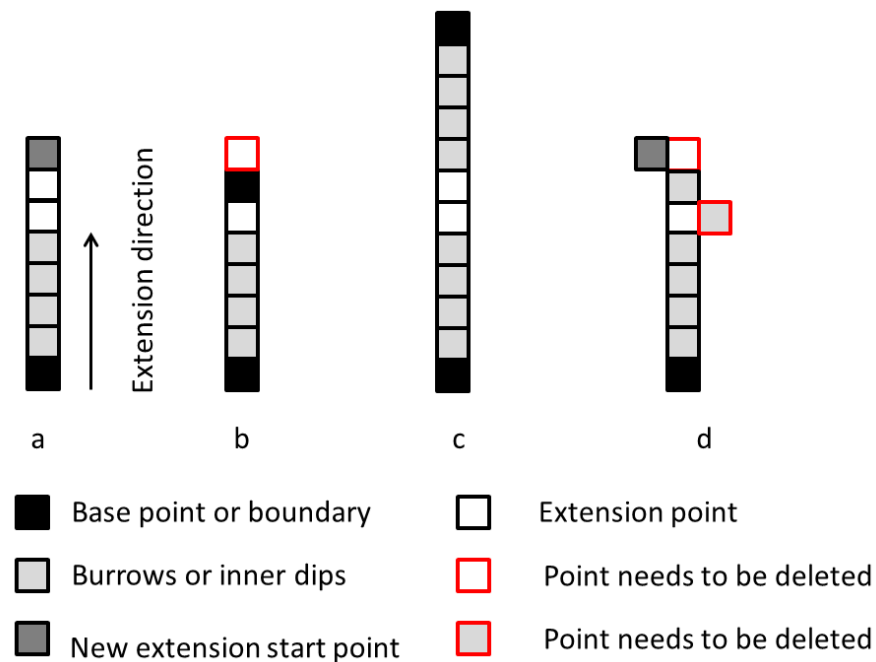 Extension direction
a
b
c
d
Base point or boundary
Extension point
Burrows or inner dips
Point needs to be deleted
New extension start point
Point needs to be deleted